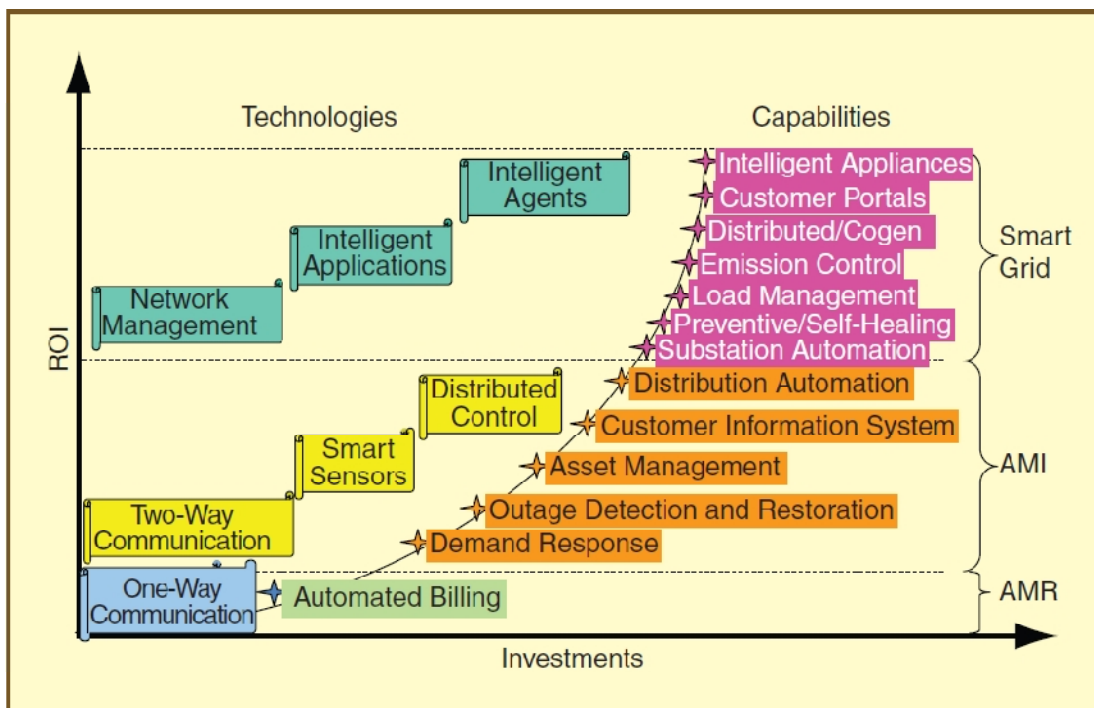 Technologies
Capabilities
Intelligent
Agents
Intelligent
Applications
Network
Management
Intelligent Appliances
Customer Portals
Distributed/Cogen
Emission Control
Load Management
Preventive/Self-Healing
Substation Automation
Smart
Grid
ROI
Distributed
Control
Smart
Sensors
Two-Way
Communication
Distribution Automation
Customer Information System
Asset Management
Outage Detection and Restoration
Demand Response
AMI
One-Way
Communication
Automated Billing
AMR
Investments